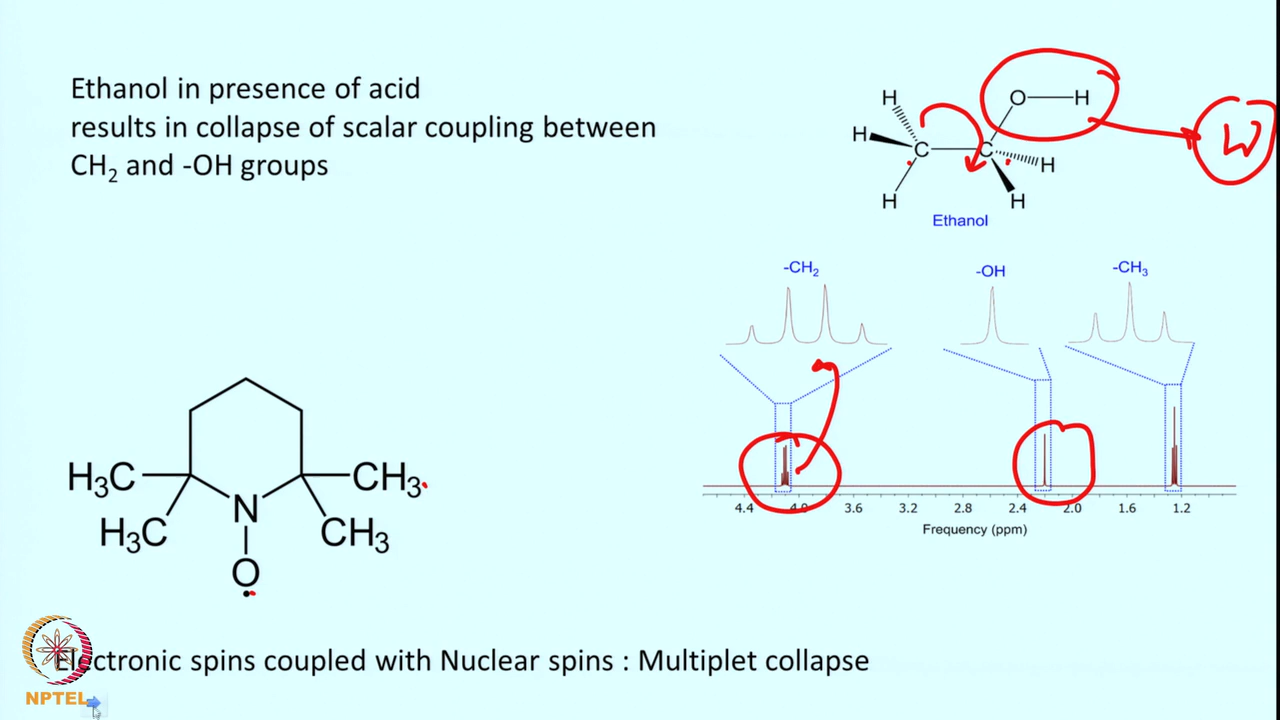 Ethanol in presence of acid
results in collapse of scalar coupling between
CH₂ and -OH groups
O H
H
H C C H
H H
W
Ethanol
-CH₂ -OH -CH₃
4.4 4.0 3.6 3.2 2.8 2.4 2.0 1.6 1.2
Frequency (ppm)
H₃C CH₃
H₃C N CH₃
O
Electronic spins coupled with Nuclear spins : Multiplet collapse
NPTEL